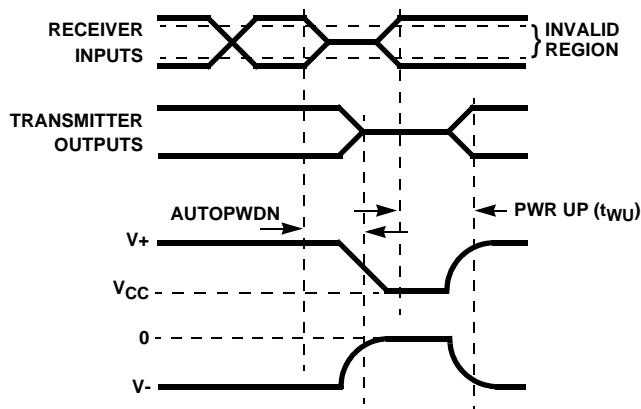 RECEIVER
INPUTS
INVALID
REGION
TRANSMITTER
OUTPUTS
AUTOPWDN
PWR UP (tWU)
V+
VCC
0
V-